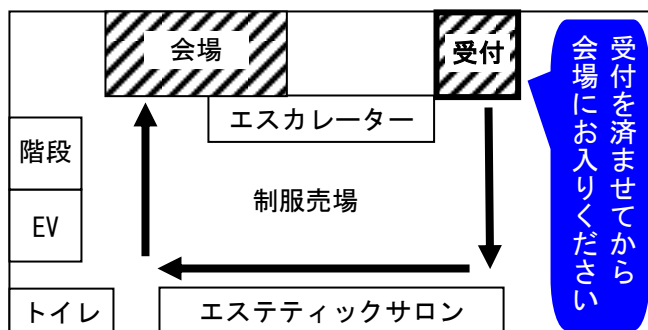 会場
受付
受付を済ませてから
会場にお入りください
エスカレーター
階段
制服売場
EV
トイレ
エステティックサロン